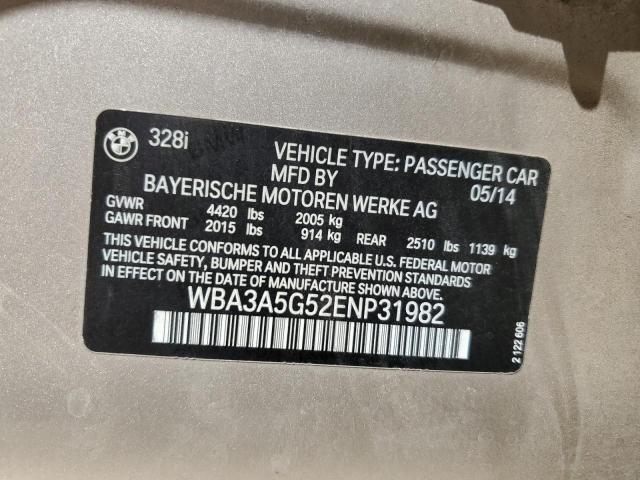 BMW 328i
VEHICLE TYPE: PASSENGER CAR
MFD BY 05/14
BAYERISCHE MOTOREN WERKE AG
GVWR 4420 lbs 2005 kg
GAWR FRONT 2015 lbs 914 kg REAR 2510 lbs 1139 kg
THIS VEHICLE CONFORMS TO ALL APPLICABLE U.S. FEDERAL MOTOR
VEHICLE SAFETY, BUMPER AND THEFT PREVENTION STANDARDS
IN EFFECT ON THE DATE OF MANUFACTURE SHOWN ABOVE.
WBA3A5G52ENP31982
2 122 606